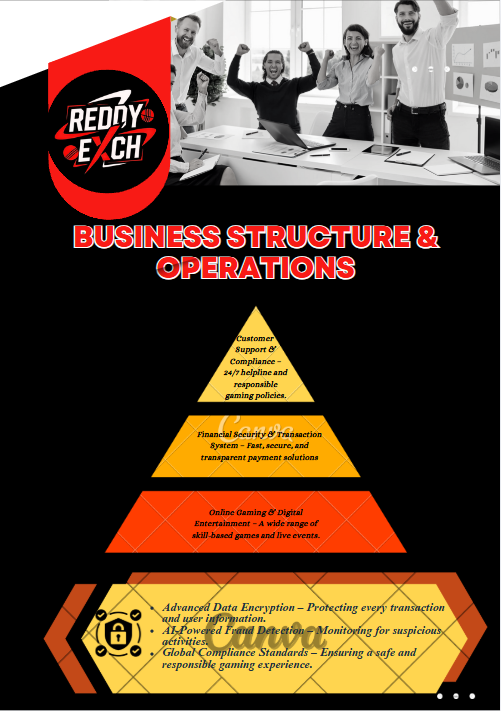 REDDY
EXCH
BUSINESS STRUCTURE &
OPERATIONS
Customer
Support &
Compliance –
24/7 helpline and
responsible
gaming policies.
Canva
Financial Security & Transaction
System – Fast, secure, and
transparent payment solutions
Online Gaming & Digital
Entertainment – A wide range of
skill-based games and live events.
• Advanced Data Encryption – Protecting every transaction
and user information.
• AI-Powered Fraud Detection – Monitoring for suspicious
activities.
• Global Compliance Standards – Ensuring a safe and
responsible gaming experience.
Canva